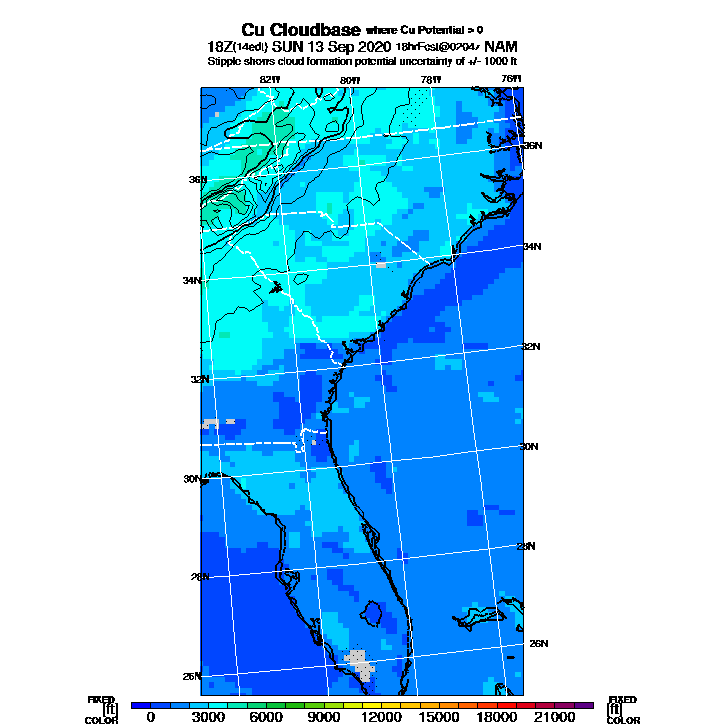 Cu Cloudbase where Cu Potential > 0
18Z(14edt) SUN 13 Sep 2020 18hrFcst@0204z NAM
Stipple shows cloud formation potential uncertainty of +/- 1000 ft
82W 80W 78W 76W
36N 36N
34N 34N
32N 32N
30N 30N
28N 28N
26N 26N
FIXED FIXED
[ft] [ft]
COLOR 0 3000 6000 9000 12000 15000 18000 21000 COLOR